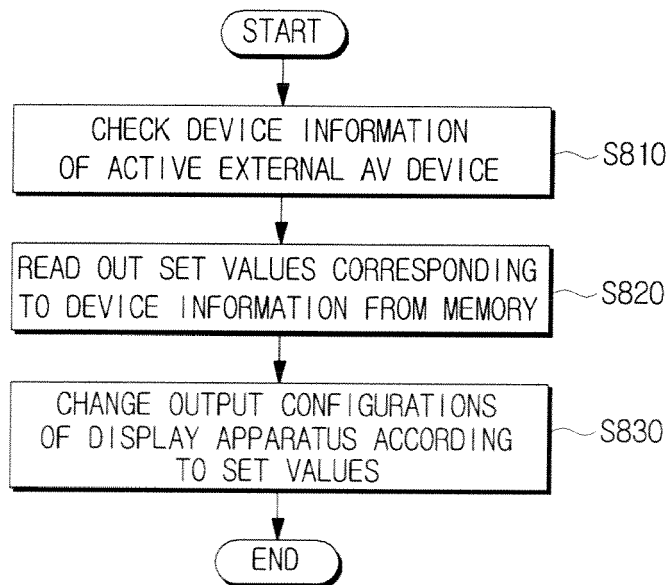 START
CHECK DEVICE INFORMATION
OF ACTIVE EXTERNAL AV DEVICE
S810
READ OUT SET VALUES CORRESPONDING
TO DEVICE INFORMATION FROM MEMORY
S820
CHANGE OUTPUT CONFIGURATIONS
OF DISPLAY APPARATUS ACCORDING
TO SET VALUES
S830
END